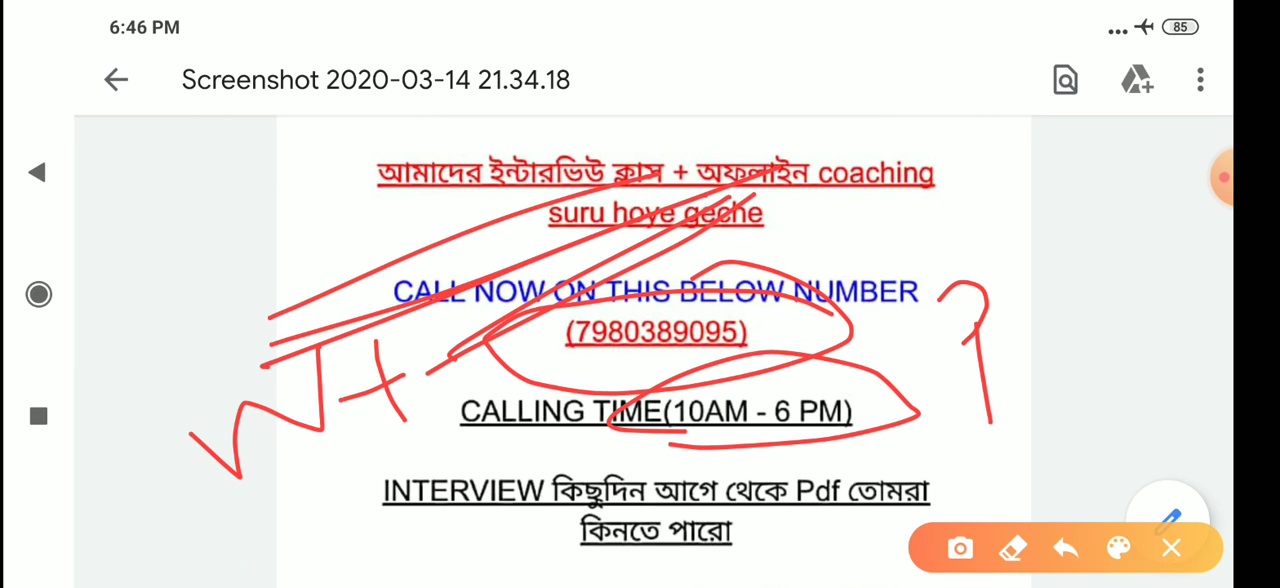 6:46 PM
85
Screenshot 2020-03-14 21.34.18
আমাদের ইন্টারভিউ ক্লাস + অফলাইন coaching
suru hoye geche
CALL NOW ON THIS BELOW NUMBER
(7980389095)
CALLING TIME(10AM - 6 PM)
INTERVIEW কিছুদিন আগে থেকে Pdf তোমরা
কিনতে পারো